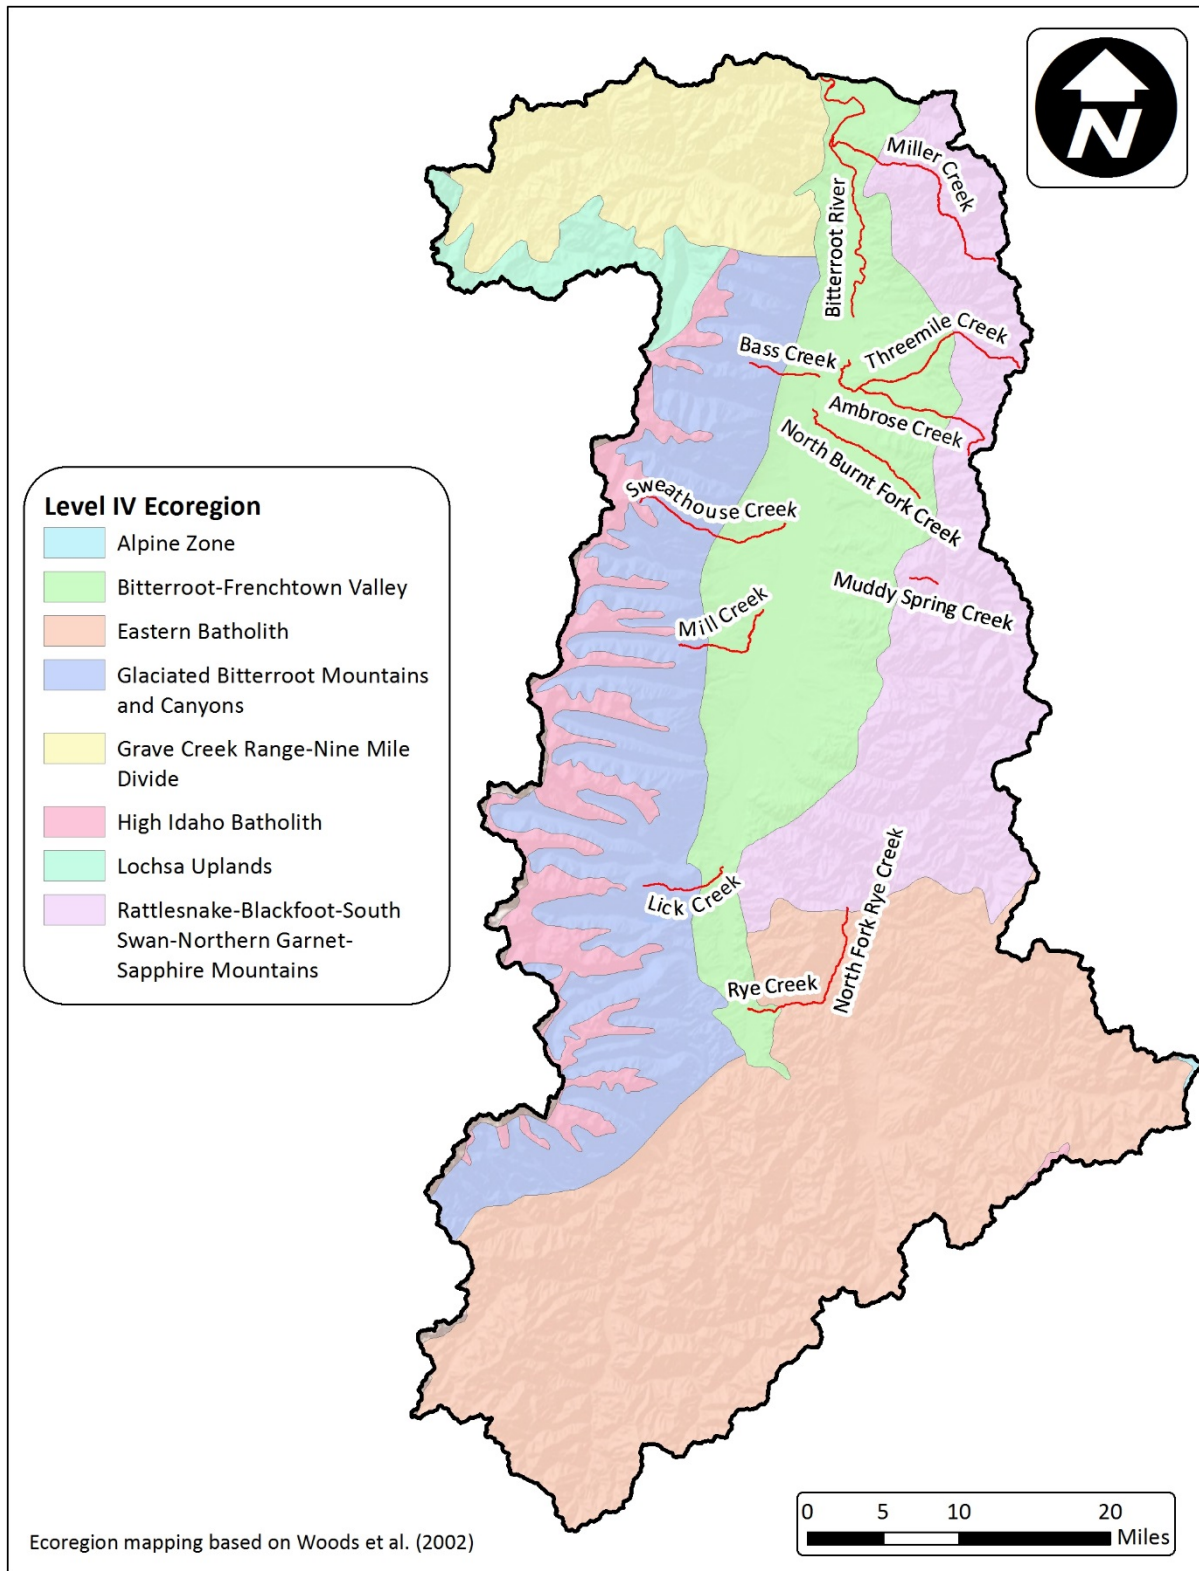 N
Miller Creek
Bitterroot River
Threemile Creek
Bass Creek
Ambrose Creek
North Burnt Fork Creek
Sweathouse Creek
Muddy Spring Creek
Mill Creek
Lick Creek
North Fork Rye Creek
Rye Creek
Level IV Ecoregion
Alpine Zone
Bitterroot-Frenchtown Valley
Eastern Batholith
Glaciated Bitterroot Mountains
and Canyons
Grave Creek Range-Nine Mile
Divide
High Idaho Batholith
Lochsa Uplands
Rattlesnake-Blackfoot-South
Swan-Northern Garnet-
Sapphire Mountains
0 5 10 20
Miles
Ecoregion mapping based on Woods et al. (2002)